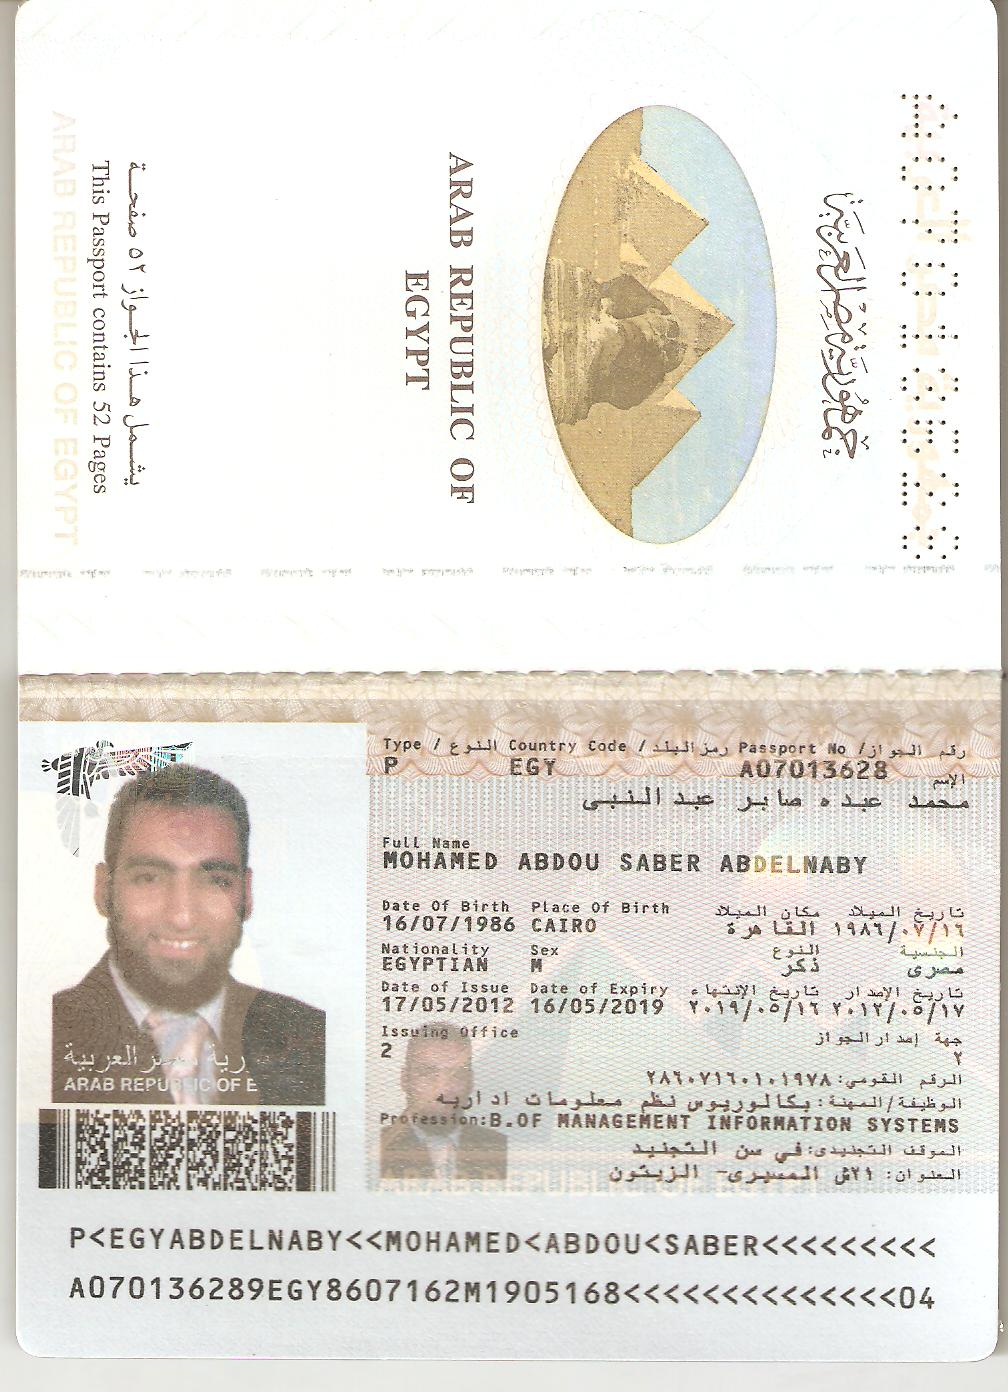 جمهورية مصر العربية
ARAB REPUBLIC OF
EGYPT
يشمل هذا الجواز ٥٢ صفحة
This Passport contains 52 Pages
ARAB REPUBLIC OF EGYPT
Type / النوع Country Code / رمز البلد Passport No / رقم الجواز
P EGY A07013628
الإسم
محمد عبده صابر عبد النبى
Full Name
MOHAMED ABDOU SABER ABDELNABY
Date Of Birth Place Of Birth مكان الميلاد تاريخ الميلاد
16/07/1986 CAIRO القاهرة ١٩٨٦/٠٧/١٦
Nationality Sex النوع الجنسية
EGYPTIAN M ذكر مصرى
Date of Issue Date of Expiry تاريخ الإنتهاء تاريخ الإصدار
17/05/2012 16/05/2019 ٢٠١٩/٠٥/١٦ ٢٠١٢/٠٥/١٧
Issuing Office جهة إصدار الجواز
2 ٢
الرقم القومى: ٢٨٦٠٧١٦٠١٠١٩٧٨
الوظيفة/المهنة: بكالوريوس نظم معلومات اداريه
Profession:B.OF MANAGEMENT INFORMATION SYSTEMS
الموقف التجنيدى: في سن التجنيد
العنوان: ٢١ش المسيرى- الزيتون
رية مصر العربية
ARAB REPUBLIC OF E
P<EGYABDELNABY<<MOHAMED<ABDOU<SABER<<<<<<<<<
A070136289EGY8607162M1905168<<<<<<<<<<<<<<04